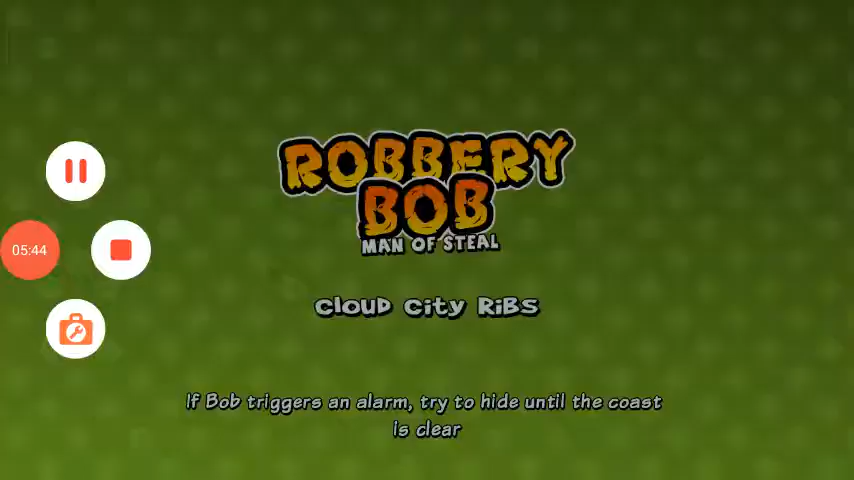 ROBBERY
BOB
MAN OF STEAL
05:44
Cloud City Ribs
If Bob triggers an alarm, try to hide until the coast
is clear